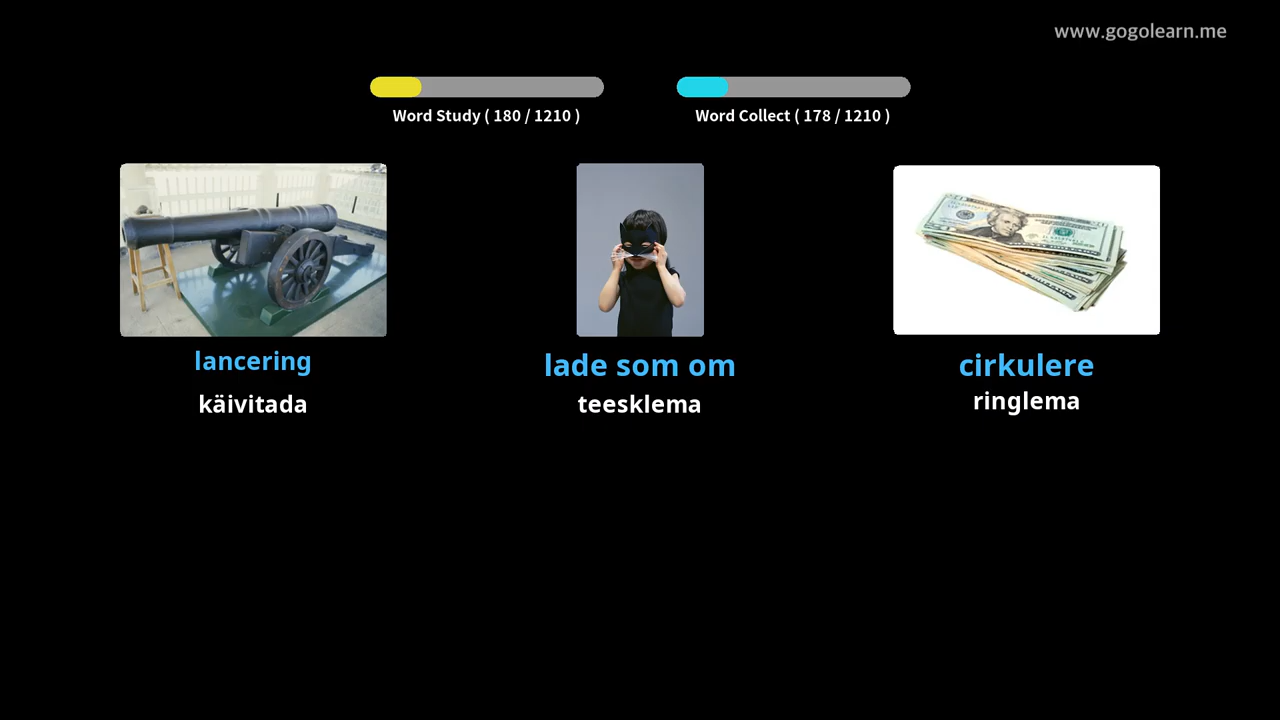 www.gogolearn.me
Word Study ( 180 / 1210 )
Word Collect ( 178 / 1210 )
lancering
käivitada
lade som om
teesklema
cirkulere
ringlema